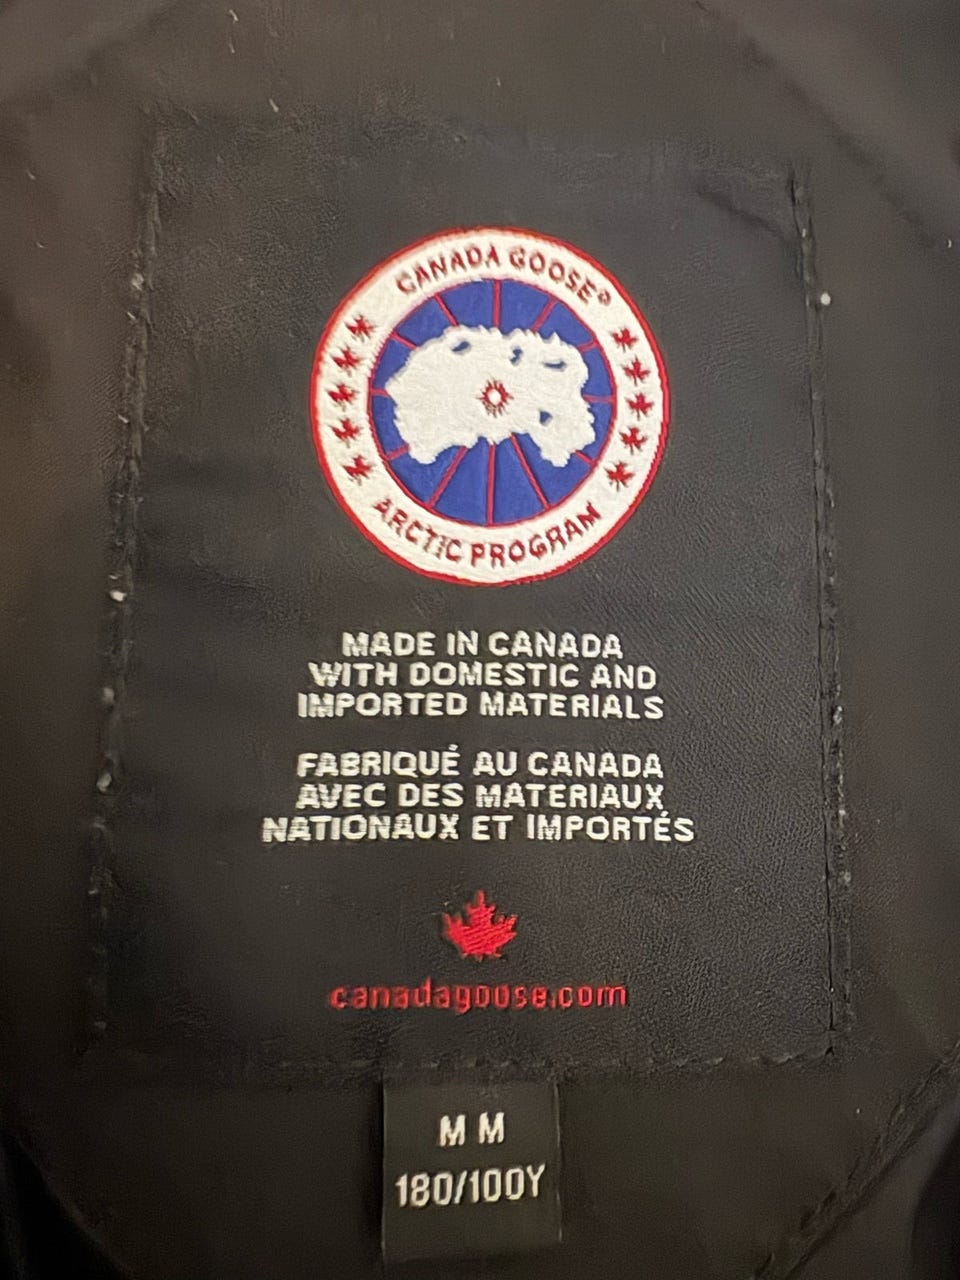 CANADA GOOSE®
ARCTIC PROGRAM
MADE IN CANADA
WITH DOMESTIC AND
IMPORTED MATERIALS
FABRIQUÉ AU CANADA
AVEC DES MATERIAUX
NATIONAUX ET IMPORTÉS
canadagoose.com
M M
180/100Y